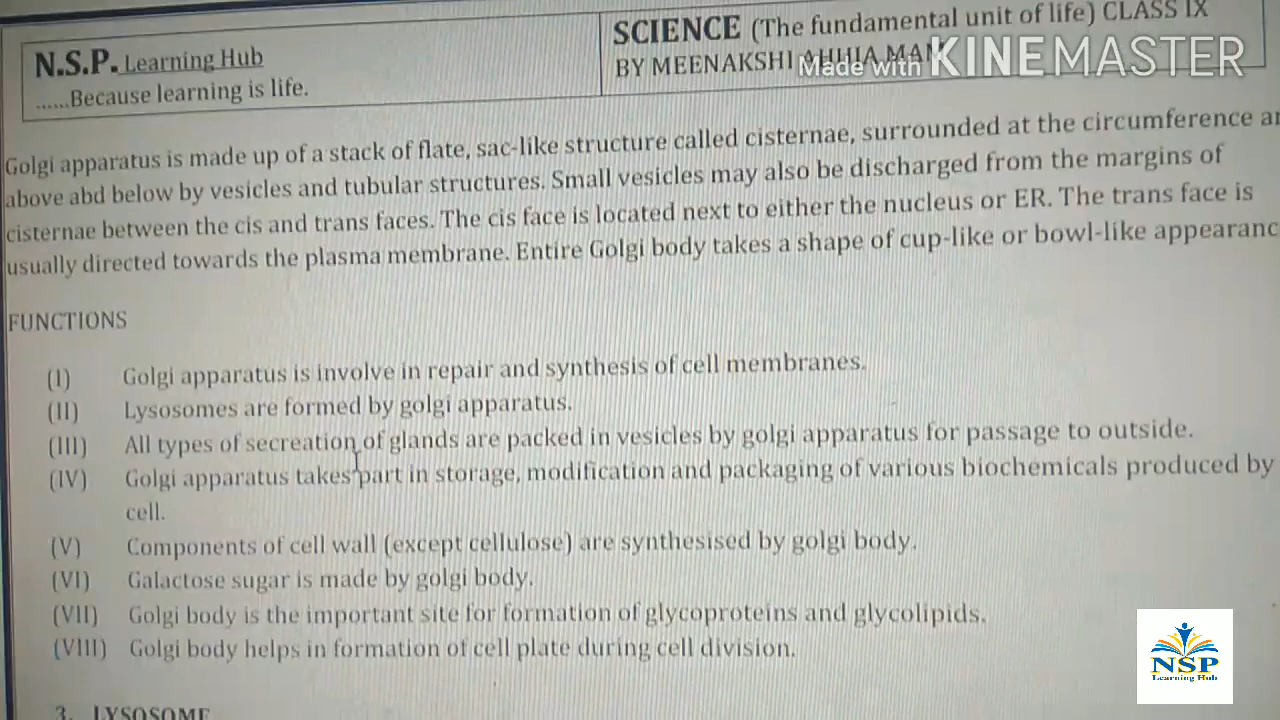 N.S.P. Learning Hub
......Because learning is life.
SCIENCE (The fundamental unit of life) CLASS IX
BY MEENAKSHI
Made with KINEMASTER
Golgi apparatus is made up of a stack of flate, sac-like structure called cisternae, surrounded at the circumference
above abd below by vesicles and tubular structures. Small vesicles may also be discharged from the margins of
cisternae between the cis and trans faces. The cis face is located next to either the nucleus or ER. The trans face is
usually directed towards the plasma membrane. Entire Golgi body takes a shape of cup-like or bowl-like appearanc
FUNCTIONS
(I) Golgi apparatus is involve in repair and synthesis of cell membranes.
(II) Lysosomes are formed by golgi apparatus.
(III) All types of secreation of glands are packed in vesicles by golgi apparatus for passage to outside.
(IV) Golgi apparatus takes part in storage, modification and packaging of various biochemicals produced by
cell.
(V) Components of cell wall (except cellulose) are synthesised by golgi body.
(VI) Galactose sugar is made by golgi body.
(VII) Golgi body is the important site for formation of glycoproteins and glycolipids.
(VIII) Golgi body helps in formation of cell plate during cell division.
3. LYSOSOME
NSP
Learning Hub